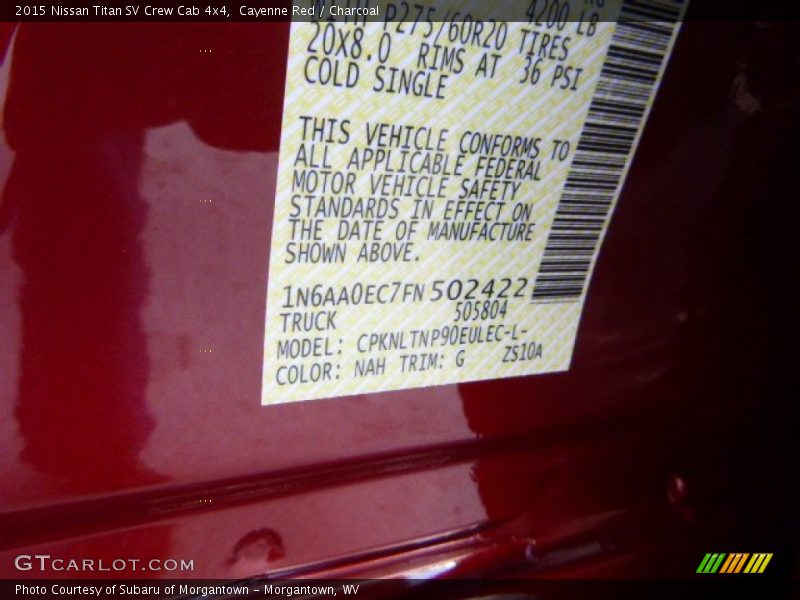 2015 Nissan Titan SV Crew Cab 4x4, Cayenne Red / Charcoal
4200 LB
P275/60R20 TIRES
20X8.0 RIMS AT 36 PSI
COLD SINGLE
THIS VEHICLE CONFORMS TO
ALL APPLICABLE FEDERAL
MOTOR VEHICLE SAFETY
STANDARDS IN EFFECT ON
THE DATE OF MANUFACTURE
SHOWN ABOVE.
1N6AA0EC7FN502422
TRUCK 505804
MODEL: CPKNLTNP90EULEC-L-
COLOR: NAH TRIM: G ZS10A
GTCARLOT.COM
Photo Courtesy of Subaru of Morgantown - Morgantown, WV